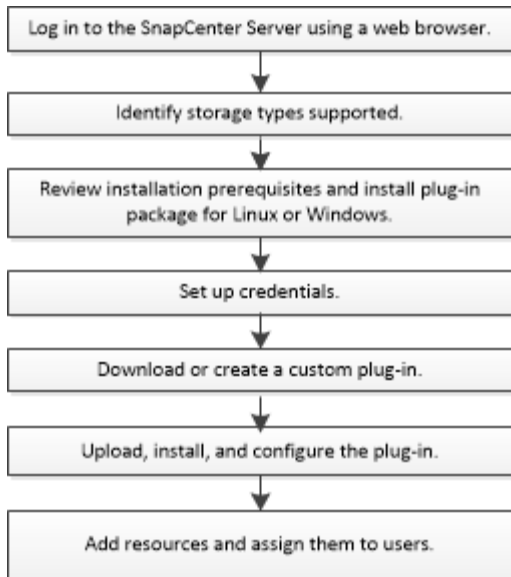 Log in to the SnapCenter Server using a web browser.
Identify storage types supported.
Review installation prerequisites and install plug-in
package for Linux or Windows.
Set up credentials.
Download or create a custom plug-in.
Upload, install, and configure the plug-in.
Add resources and assign them to users.